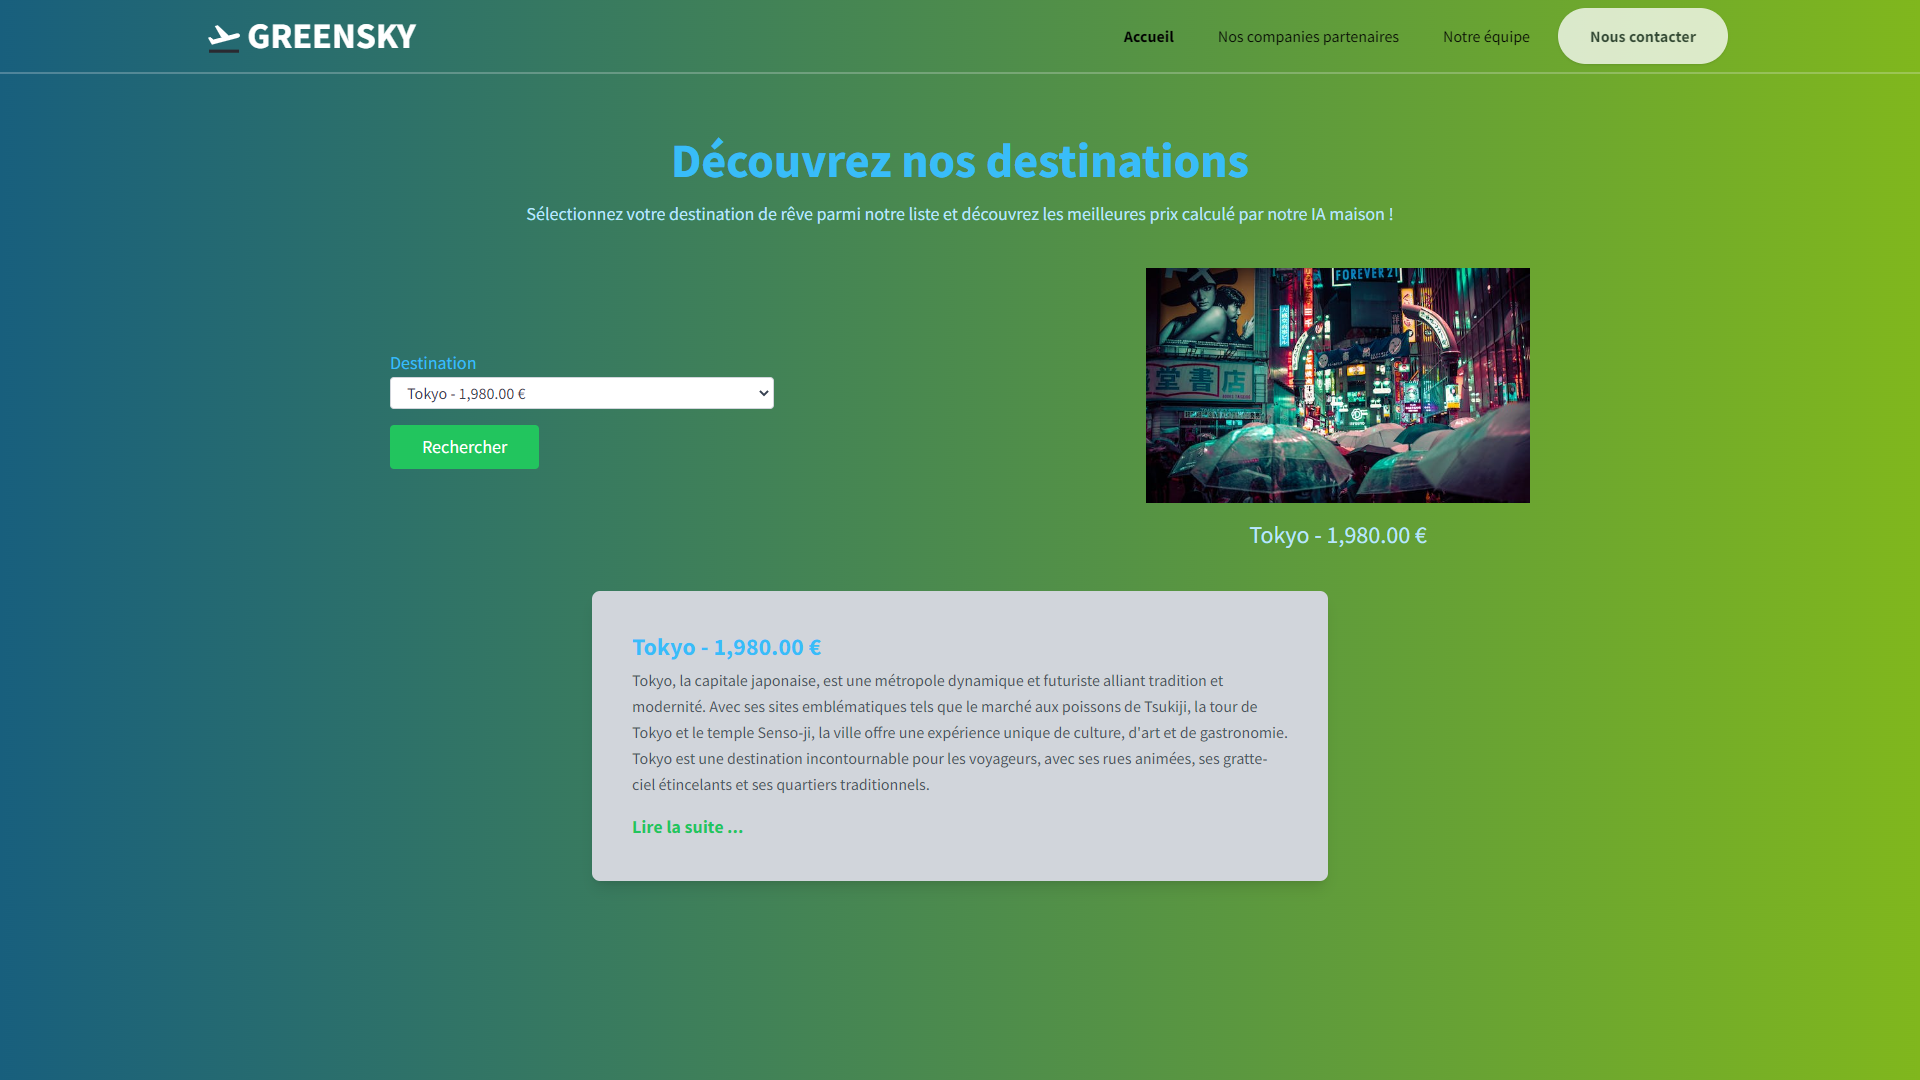 GREENSKY
Accueil
Nos companies partenaires
Notre équipe
Nous contacter
Découvrez nos destinations
Sélectionnez votre destination de rêve parmi notre liste et découvrez les meilleures prix calculé par notre IA maison !
Destination
Tokyo - 1,980.00 €
Rechercher
FOREVER 21
堂書店
Tokyo - 1,980.00 €
Tokyo - 1,980.00 €
Tokyo, la capitale japonaise, est une métropole dynamique et futuriste alliant tradition et
modernité. Avec ses sites emblématiques tels que le marché aux poissons de Tsukiji, la tour de
Tokyo et le temple Senso-ji, la ville offre une expérience unique de culture, d'art et de gastronomie.
Tokyo est une destination incontournable pour les voyageurs, avec ses rues animées, ses gratte-
ciel étincelants et ses quartiers traditionnels.
Lire la suite ...